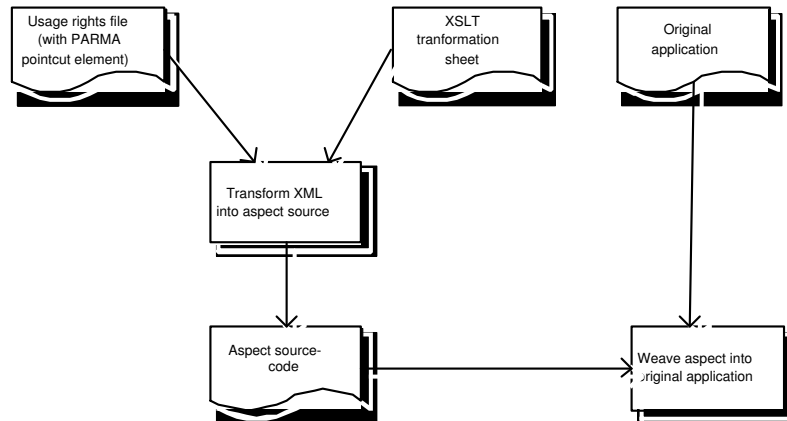 Usage rights file
(with PARMA
pointcut element)
XSLT
tranformation
sheet
Original
application
Transform XML
into aspect source
Aspect source-
code
Weave aspect into
original application